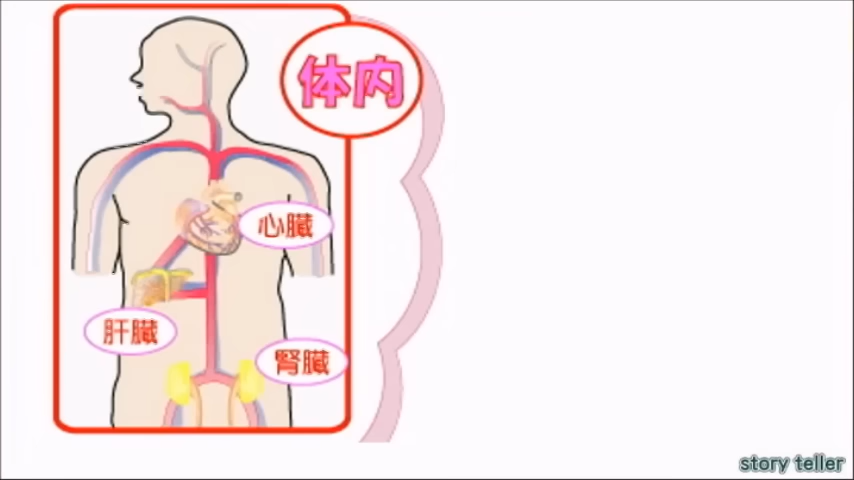 体内
心臓
肝臓
腎臓
story teller